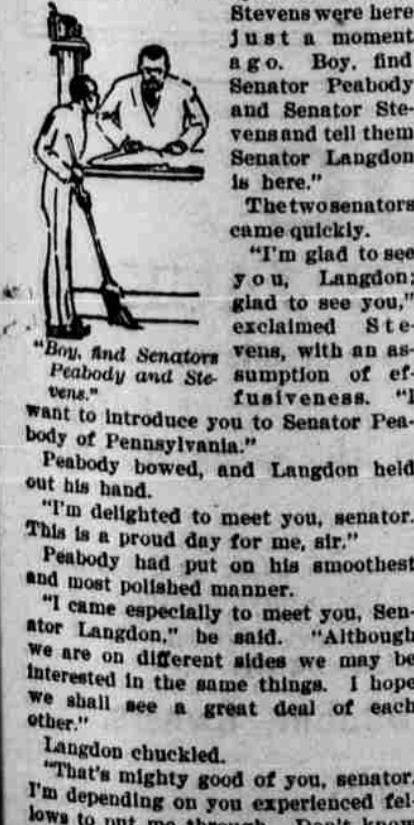 Stevens were here
just a moment
ago. Boy, find
Senator Peabody
and Senator Ste-
vens and tell them
Senator Langdon
is here."
The two senators
came quickly.
"I'm glad to see
you, Langdon;
glad to see you,"
exclaimed Ste-
vens, with an as-
sumption of ef-
fusiveness. "I
"Boy, find Senators
Peabody and Ste-
vens."
want to introduce you to Senator Pea-
body of Pennsylvania."
Peabody bowed, and Langdon held
out his hand.
"I'm delighted to meet you, senator.
This is a proud day for me, sir."
Peabody had put on his smoothest
and most polished manner.
"I came especially to meet you, Sen-
ator Langdon," he said. "Although
we are on different sides we may be
interested in the same things. I hope
we shall see a great deal of each
other."
Langdon chuckled.
"That's mighty good of you, senator.
I'm depending on you experienced fel-
lows to put me through. Don't know